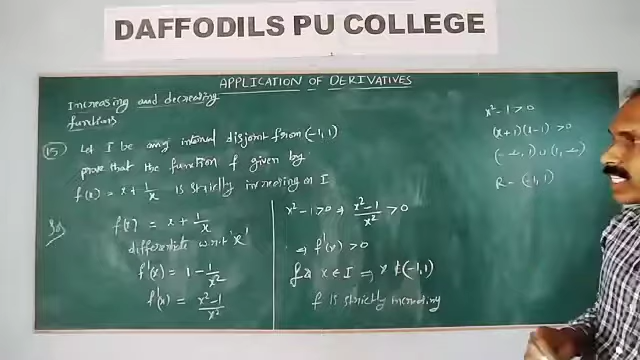 DAFFODILS PU COLLEGE
APPLICATION OF DERIVATIVES
Increasing and decreasing
functions
15) Let I be any interval disjoint from (-1,1)
prove that the function f given by
f(x) = x + 1/x is strictly increasing on I
Sol
f(x) = x + 1/x
differentiate w.r.t 'x'
f'(x) = 1 - 1/x²
f'(x) = (x²-1)/x²
x²-1>0 ⇒ (x²-1)/x² > 0
⇒ f'(x) > 0
for x ∈ I ⇒ x ∉ (-1,1)
f is strictly increasing
x²-1>0
(x+1)(x-1) >0
R - (-1,1)